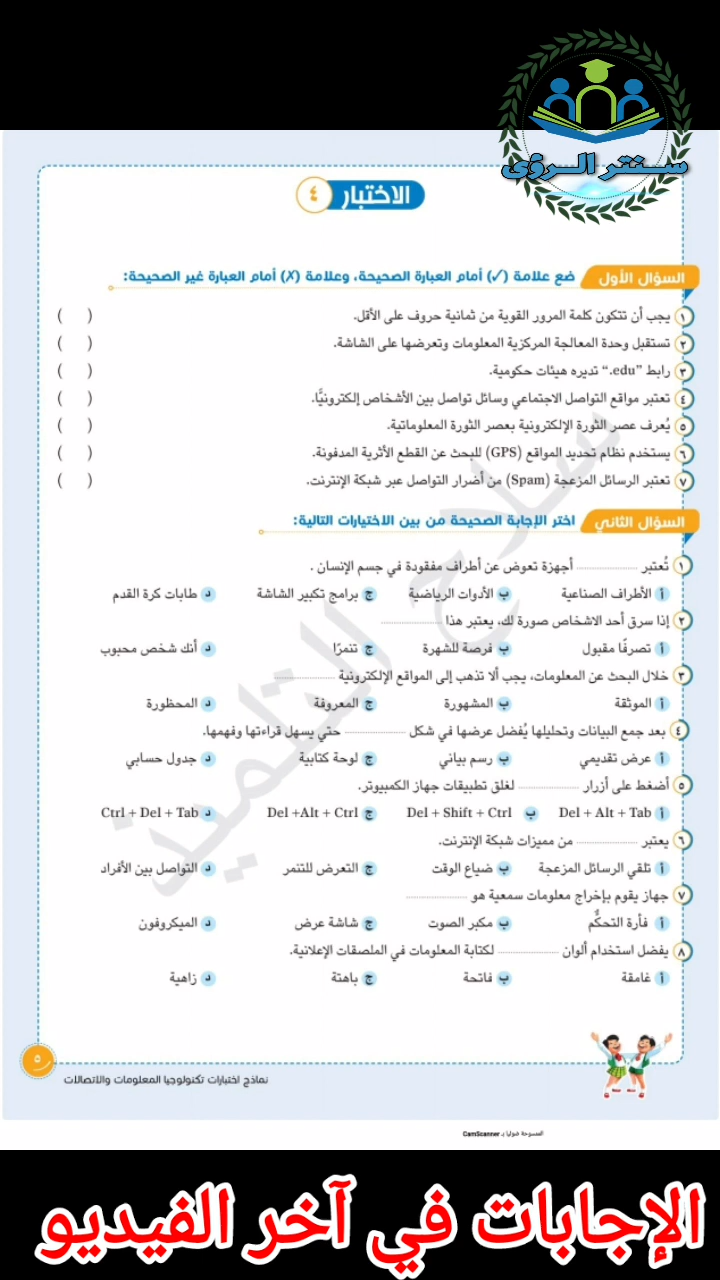 سنتر الرؤى
الاختبار ٤
السؤال الأول ضع علامة (✓) أمام العبارة الصحيحة، وعلامة (✗) أمام العبارة غير الصحيحة:
١ يجب أن تتكون كلمة المرور القوية من ثمانية حروف على الأقل. ( )
٢ تستقبل وحدة المعالجة المركزية المعلومات وتعرضها على الشاشة. ( )
٣ رابط "edu." تديره هيئات حكومية. ( )
٤ تعتبر مواقع التواصل الاجتماعي وسائل تواصل بين الأشخاص إلكترونيًّا. ( )
٥ يُعرف عصر الثورة الإلكترونية بعصر الثورة المعلوماتية. ( )
٦ يستخدم نظام تحديد المواقع (GPS) للبحث عن القطع الأثرية المدفونة. ( )
٧ تعتبر الرسائل المزعجة (Spam) من أضرار التواصل عبر شبكة الإنترنت. ( )
السؤال الثاني اختر الإجابة الصحيحة من بين الاختيارات التالية:
١ تُعتبر ............ أجهزة تعوض عن أطراف مفقودة في جسم الإنسان .
أ الأطراف الصناعية ب الأدوات الرياضية ج برامج تكبير الشاشة د طابات كرة القدم
٢ إذا سرق أحد الاشخاص صورة لك، يعتبر هذا ............
أ تصرفًا مقبول ب فرصة للشهرة ج تنمرًا د أنك شخص محبوب
٣ خلال البحث عن المعلومات، يجب ألا تذهب إلى المواقع الإلكترونية ............
أ الموثقة ب المشهورة ج المعروفة د المحظورة
٤ بعد جمع البيانات وتحليلها يُفضل عرضها في شكل ............ حتي يسهل قراءتها وفهمها.
أ عرض تقديمي ب رسم بياني ج لوحة كتابية د جدول حسابي
٥ أضغط على أزرار ............ لغلق تطبيقات جهاز الكمبيوتر.
أ Del + Alt + Tab ب Del + Shift + Ctrl ج Del +Alt + Ctrl د Ctrl + Del + Tab
٦ يعتبر ............ من مميزات شبكة الإنترنت.
أ تلقي الرسائل المزعجة ب ضياع الوقت ج التعرض للتنمر د التواصل بين الأفراد
٧ جهاز يقوم بإخراج معلومات سمعية هو ............
أ فأرة التحكُّم ب مكبر الصوت ج شاشة عرض د الميكروفون
٨ يفضل استخدام ألوان ............ لكتابة المعلومات في الملصقات الإعلانية.
أ غامقة ب فاتحة ج باهتة د زاهية
سلاح التلميذ
٥
نماذج اختبارات تكنولوجيا المعلومات والاتصالات
الممسوحة ضوئيا بـ CamScanner
الإجابات في آخر الفيديو